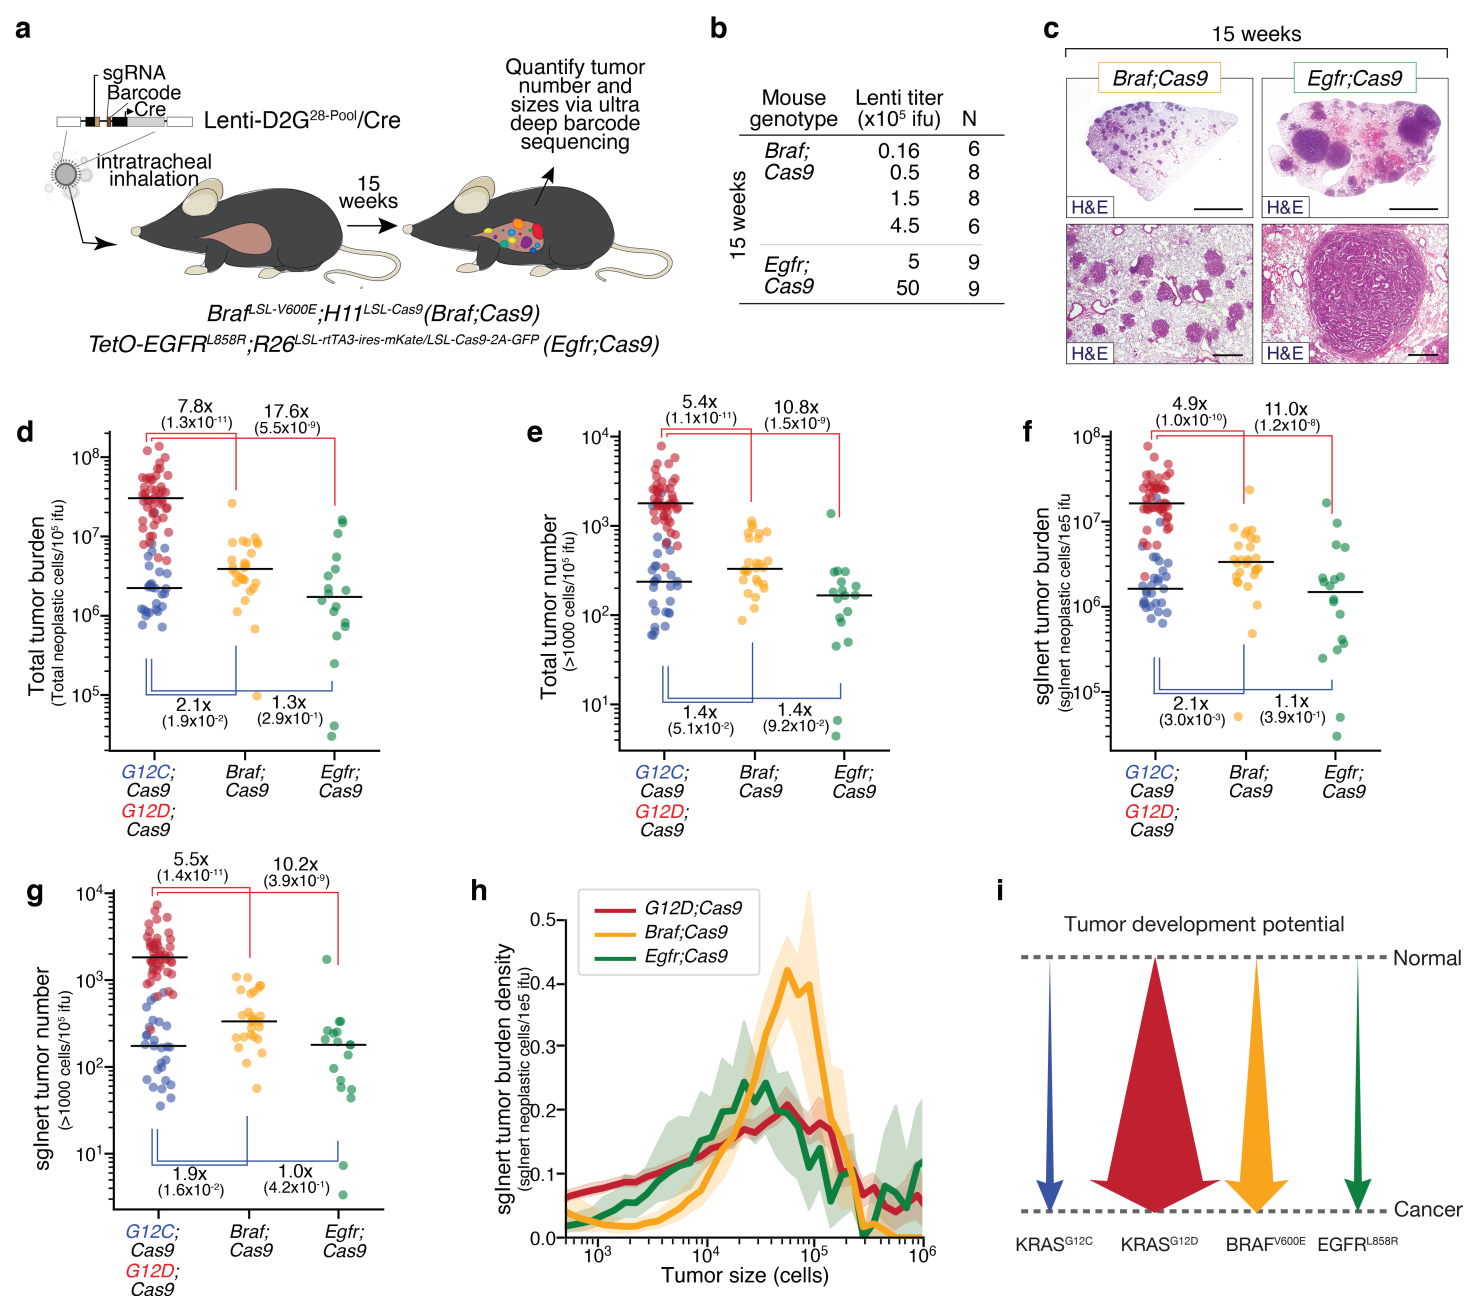 a
sgRNA
Barcode
Cre
Lenti-D2G28-Pool/Cre
intratracheal
inhalation
15
weeks
Quantify tumor
number and
sizes via ultra
deep barcode
sequencing
BrafLSL-V600E;H11LSL-Cas9(Braf;Cas9)
TetO-EGFRL858R;R26LSL-rtTA3-ires-mKate/LSL-Cas9-2A-GFP (Egfr;Cas9)
b
Mouse
genotype
Lenti titer
(x10⁵ ifu)
N
15 weeks
Braf;
Cas9
0.16 6
0.5 8
1.5 8
4.5 6
Egfr;
Cas9
5 9
50 9
c
15 weeks
Braf;Cas9
Egfr;Cas9
H&E
H&E
H&E
H&E
d
7.8x
(1.3x10⁻¹¹)
17.6x
(5.5x10⁻⁹)
Total tumor burden
(Total neoplastic cells/10⁵ ifu)
10⁸
10⁷
10⁶
10⁵
2.1x
(1.9x10⁻²)
1.3x
(2.9x10⁻¹)
G12C;
Cas9
G12D;
Cas9
Braf;
Cas9
Egfr;
Cas9
e
5.4x
(1.1x10⁻¹¹)
10.8x
(1.5x10⁻⁹)
Total tumor number
(>1000 cells/10⁵ ifu)
10⁴
10³
10²
10¹
1.4x
(5.1x10⁻²)
1.4x
(9.2x10⁻²)
G12C;
Cas9
G12D;
Cas9
Braf;
Cas9
Egfr;
Cas9
f
4.9x
(1.0x10⁻¹⁰)
11.0x
(1.2x10⁻⁸)
sgInert tumor burden
(sgInert neoplastic cells/1e5 ifu
10⁸
10⁷
10⁶
10⁵
2.1x
(3.0x10⁻³)
1.1x
(3.9x10⁻¹)
G12C;
Cas9
G12D;
Cas9
Braf;
Cas9
Egfr;
Cas9
g
5.5x
(1.4x10⁻¹¹)
10.2x
(3.9x10⁻⁹)
sgInert tumor number
(>1000 cells/10⁵ ifu)
10⁴
10³
10²
10¹
1.9x
(1.6x10⁻²)
1.0x
(4.2x10⁻¹)
G12C;
Cas9
G12D;
Cas9
Braf;
Cas9
Egfr;
Cas9
h
G12D;Cas9
Braf;Cas9
Egfr;Cas9
sgInert tumor burden density
(sgInert neoplastic cells/1e5 ifu)
0.5
0.4
0.3
0.2
0.1
0.0
10³
10⁴
10⁵
10⁶
Tumor size (cells)
i
Tumor development potential
Normal
Cancer
KRASG12C
KRASG12D
BRAFV600E
EGFRL858R